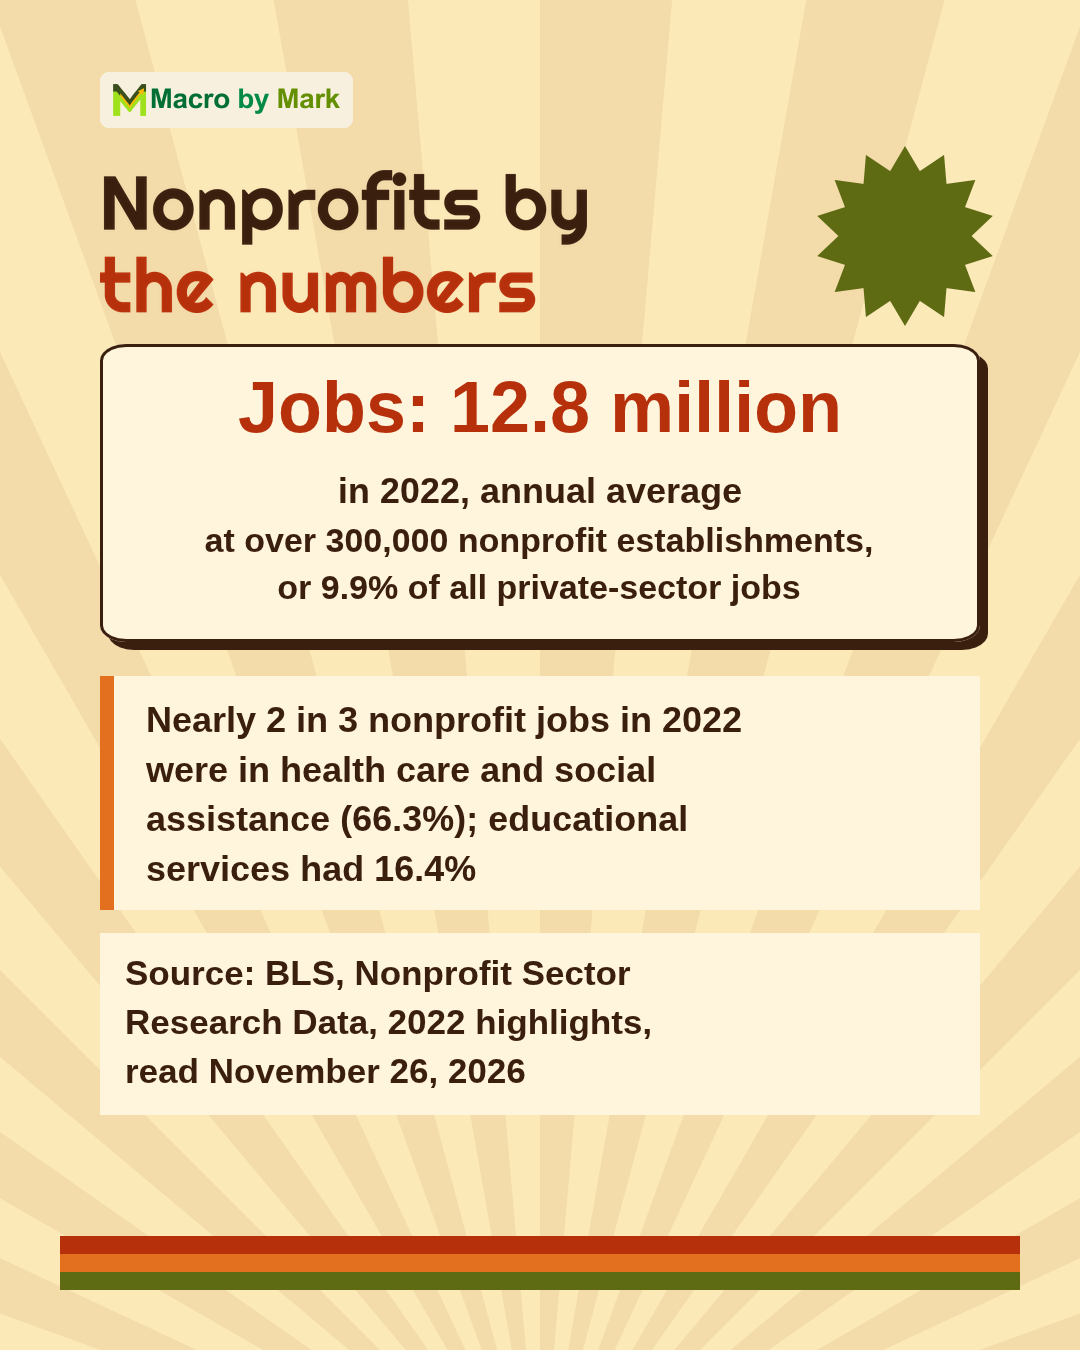 Macro by Mark
Nonprofits by
the numbers
Jobs: 12.8 million
in 2022, annual average
at over 300,000 nonprofit establishments,
or 9.9% of all private-sector jobs
Nearly 2 in 3 nonprofit jobs in 2022
were in health care and social
assistance (66.3%); educational
services had 16.4%
Source: BLS, Nonprofit Sector
Research Data, 2022 highlights,
read November 26, 2026